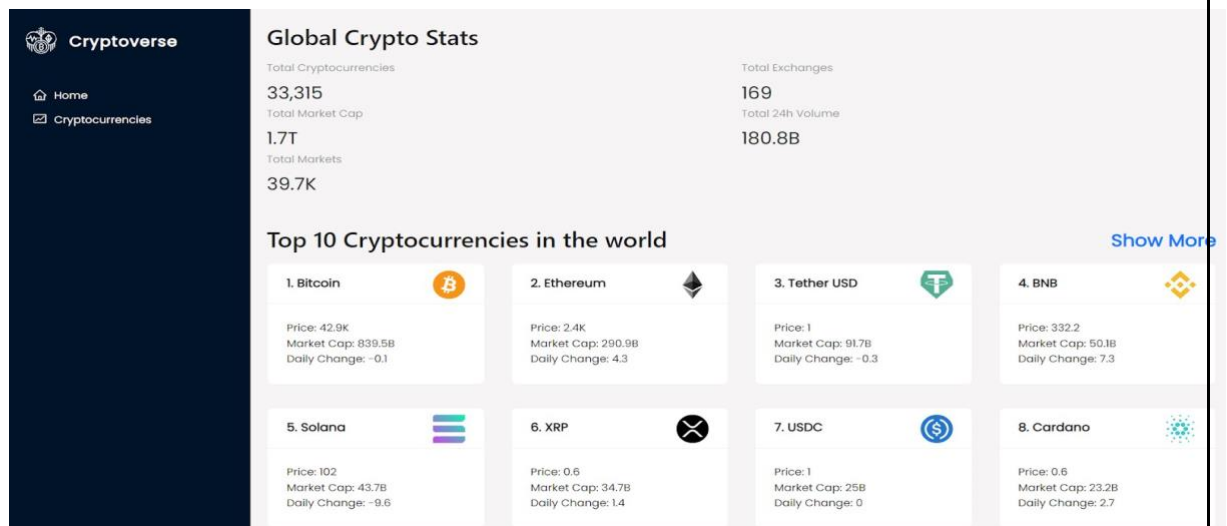 Cryptoverse
Home
Cryptocurrencies
Global Crypto Stats
Total Cryptocurrencies
33,315
Total Exchanges
169
Total Market Cap
1.7T
Total 24h Volume
180.8B
Total Markets
39.7K
Top 10 Cryptocurrencies in the world
Show More
1. Bitcoin
Price: 42.9K
Market Cap: 839.5B
Daily Change: -0.1
2. Ethereum
Price: 2.4K
Market Cap: 290.9B
Daily Change: 4.3
3. Tether USD
Price: 1
Market Cap: 91.7B
Daily Change: -0.3
4. BNB
Price: 332.2
Market Cap: 50.1B
Daily Change: 7.3
5. Solana
Price: 102
Market Cap: 43.7B
Daily Change: -9.6
6. XRP
Price: 0.6
Market Cap: 34.7B
Daily Change: 1.4
7. USDC
Price: 1
Market Cap: 25B
Daily Change: 0
8. Cardano
Price: 0.6
Market Cap: 23.2B
Daily Change: 2.7